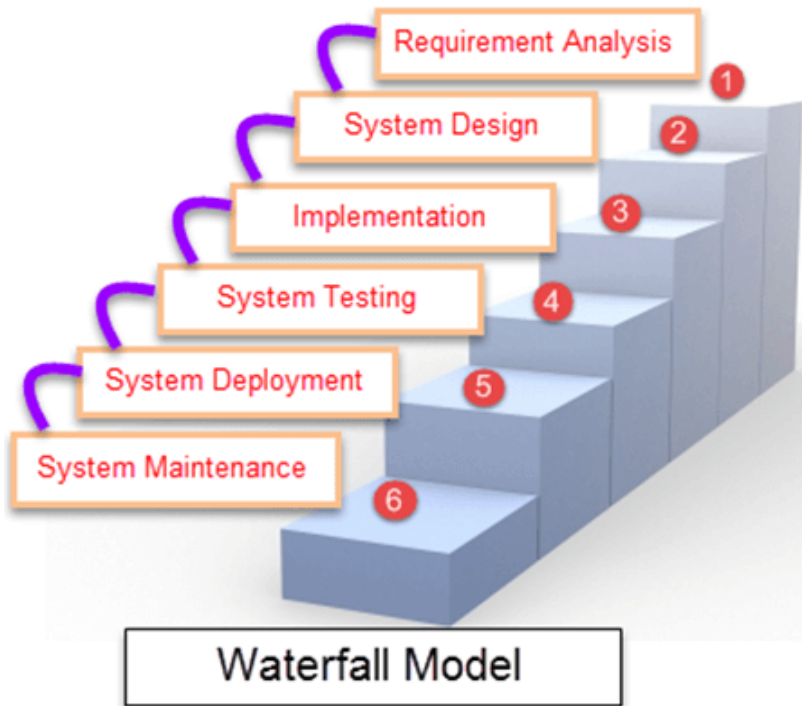 Requirement Analysis
1
System Design
2
Implementation
3
System Testing
4
System Deployment
5
System Maintenance
6
Waterfall Model